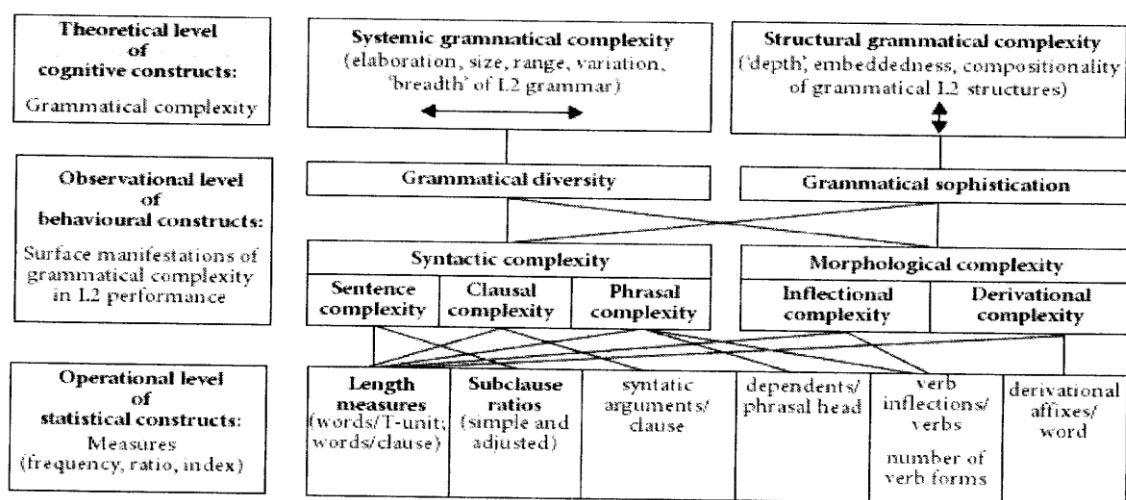 Theoretical level
of
cognitive constructs:
Grammatical complexity
Systemic grammatical complexity
(elaboration, size, range, variation,
'breadth' of L2 grammar)
Structural grammatical complexity
('depth', embeddedness, compositionality
of grammatical L2 structures)
Observational level
of
behavioural constructs:
Surface manifestations of
grammatical complexity
in L2 performance
Grammatical diversity
Grammatical sophistication
Syntactic complexity
Morphological complexity
Sentence
complexity
Clausal
complexity
Phrasal
complexity
Inflectional
complexity
Derivational
complexity
Operational level
of
statistical constructs:
Measures
(frequency, ratio, index)
Length
measures
(words/T-unit;
words/clause)
Subclause
ratios
(simple and
adjusted)
syntatic
arguments/
clause
dependents/
phrasal head
verb
inflections/
verbs
number of
verb forms
derivational
affixes/
word